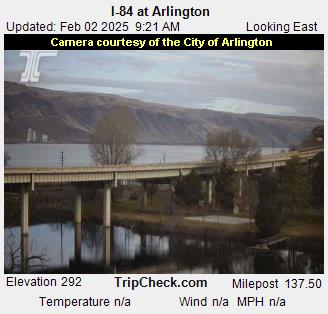 I-84 at Arlington
Updated: Feb 02 2025 9:21 AM Looking East
Camera courtesy of the City of Arlington
Elevation 292 TripCheck.com Milepost 137.50
Temperature n/a Wind n/a MPH n/a